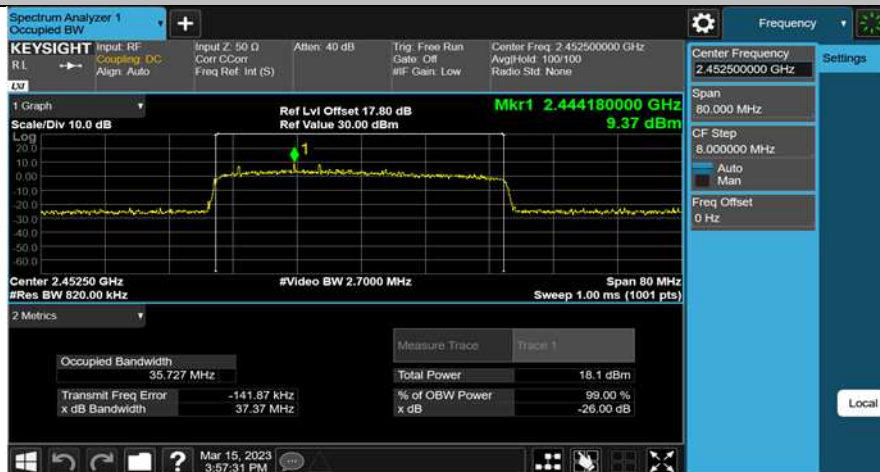 Spectrum Analyzer 1
Occupied BW
Frequency
KEYSIGHT
RL
LXI
Input: RF
Coupling: DC
Align: Auto
Input Z: 50 Ω
Corr CCorr
Freq Ref: Int (S)
Atten: 40 dB
Trig: Free Run
Gate: Off
#IF Gain: Low
Center Freq: 2.452500000 GHz
Avg|Hold: 100/100
Radio Std: None
Center Frequency
2.452500000 GHz
Settings
Span
80.000 MHz
CF Step
8.000000 MHz
Auto
Man
Freq Offset
0 Hz
1 Graph
Scale/Div 10.0 dB
Ref Lvl Offset 17.80 dB
Ref Value 30.00 dBm
Mkr1 2.444180000 GHz
9.37 dBm
Log
20.0
10.0
0.00
-10.0
-20.0
-30.0
-40.0
-50.0
-60.0
1
Center 2.45250 GHz
#Res BW 820.00 kHz
#Video BW 2.7000 MHz
Span 80 MHz
Sweep 1.00 ms (1001 pts)
2 Metrics
Measure Trace
Trace 1
Occupied Bandwidth
35.727 MHz
Total Power
18.1 dBm
Transmit Freq Error
-141.87 kHz
% of OBW Power
99.00 %
x dB Bandwidth
37.37 MHz
x dB
-26.00 dB
Local
Mar 15, 2023
3:57:31 PM